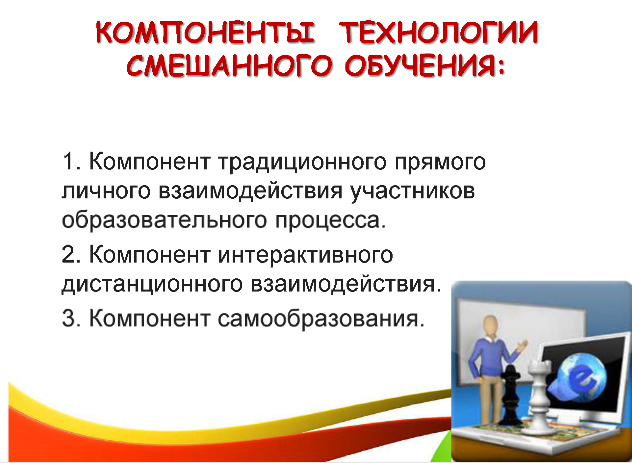 КОМПОНЕНТЫ ТЕХНОЛОГИИ
СМЕШАННОГО ОБУЧЕНИЯ:
1. Компонент традиционного прямого
личного взаимодействия участников
образовательного процесса.
2. Компонент интерактивного
дистанционного взаимодействия.
3. Компонент самообразования.